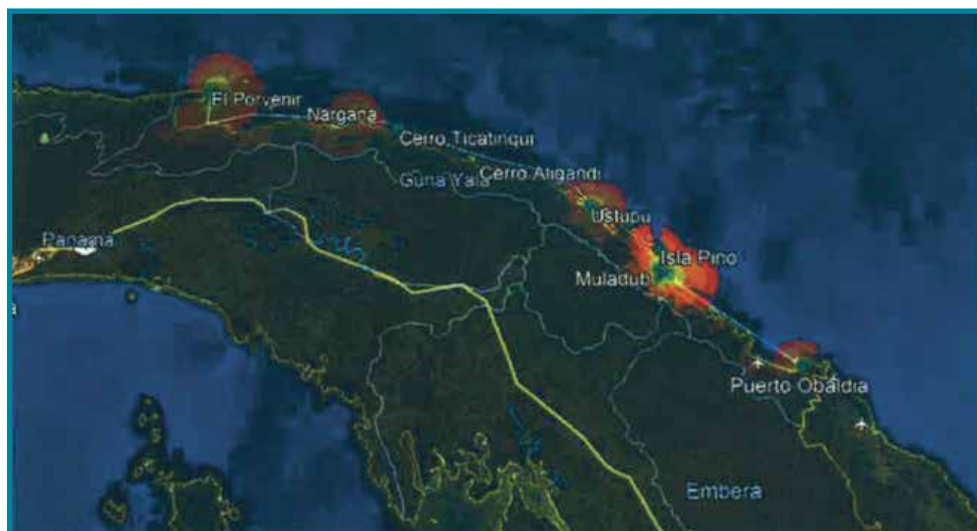 El Porvenir
Nargana
Cerro Ticatinqui
Cerro Aligandi
Guna Yala
Ustupu
Panama
Isla Pino
Muladub
Puerto Obaldia
Embera
a